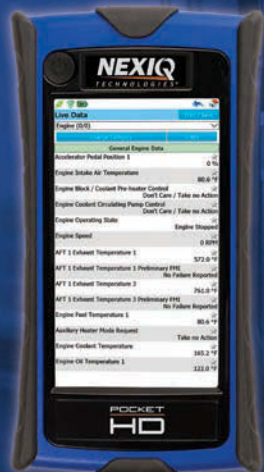 NEXIQ
TECHNOLOGIES®
Live Data
Engine (0/0)
General Engine Data
Accelerator Pedal Position 1
0 %
Engine Intake Air Temperature
80.6 °F
Engine Block / Coolant Pre-heater Control
Don't Care / Take no Action
Engine Coolant Circulating Pump Control
Don't Care / Take no Action
Engine Operating State
Engine Stopped
Engine Speed
0 RPM
AFT 1 Exhaust Temperature 1
572.0 °F
AFT 1 Exhaust Temperature 1 Preliminary FMI
No Failure Reported
AFT 1 Exhaust Temperature 3
761.0 °F
AFT 1 Exhaust Temperature 3 Preliminary FMI
No Failure Reported
Engine Fuel Temperature 1
80.6 °F
Auxiliary Heater Mode Request
Take no Action
Engine Coolant Temperature
165.2 °F
Engine Oil Temperature 1
122.0 °F
POCKET
HD